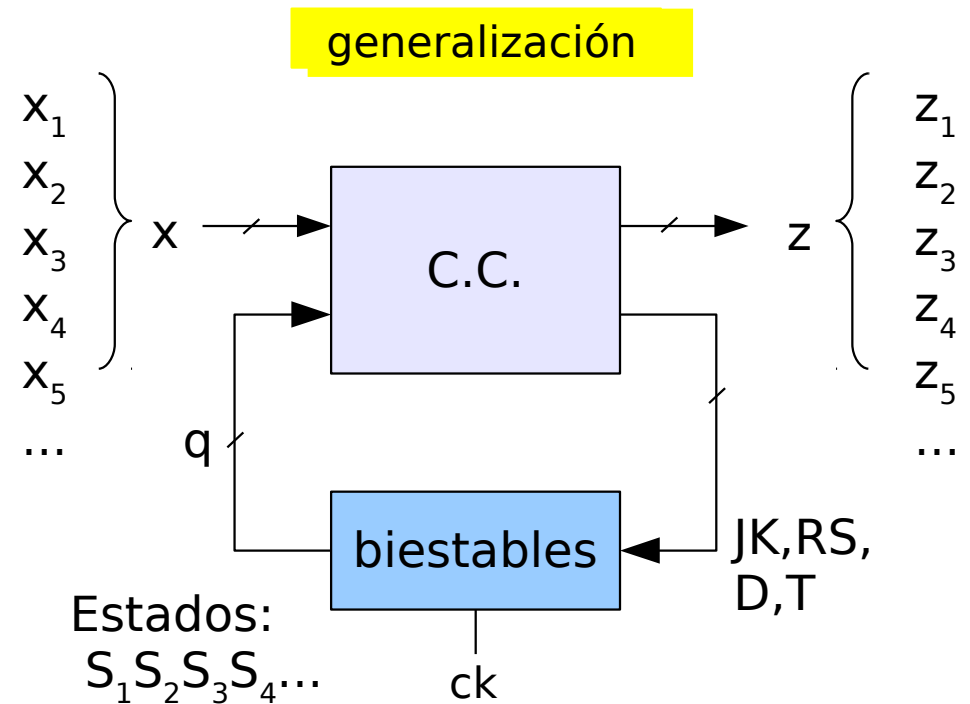 generalización
x1
x2
x3
x4
x5
...
x
C.C.
z
z1
z2
z3
z4
z5
...
q
biestables
JK,RS,
D,T
Estados:
S1S2S3S4...
ck